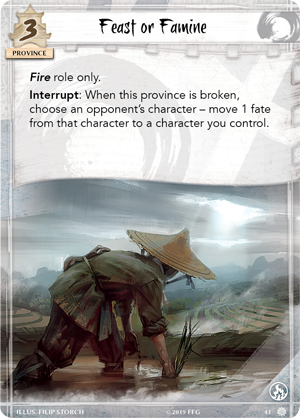 3
Feast or Famine
PROVINCE
Fire role only.
Interrupt: When this province is broken,
choose an opponent's character – move 1 fate
from that character to a character you control.
ILLUS. FILIP STORCH
©2019 FFG